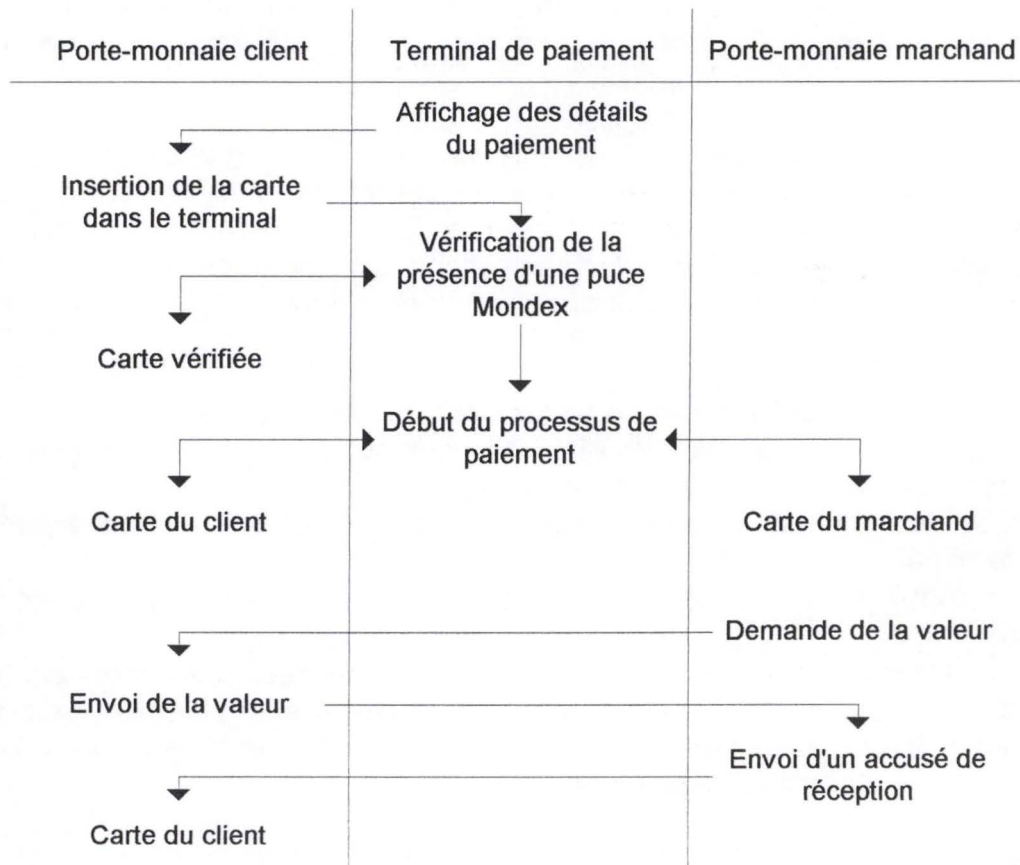 Porte-monnaie client
Terminal de paiement
Porte-monnaie marchand
Affichage des détails
du paiement
Insertion de la carte
dans le terminal
Vérification de la
présence d'une puce
Mondex
Carte vérifiée
Début du processus de
paiement
Carte du client
Carte du marchand
Demande de la valeur
Envoi de la valeur
Envoi d'un accusé de
réception
Carte du client